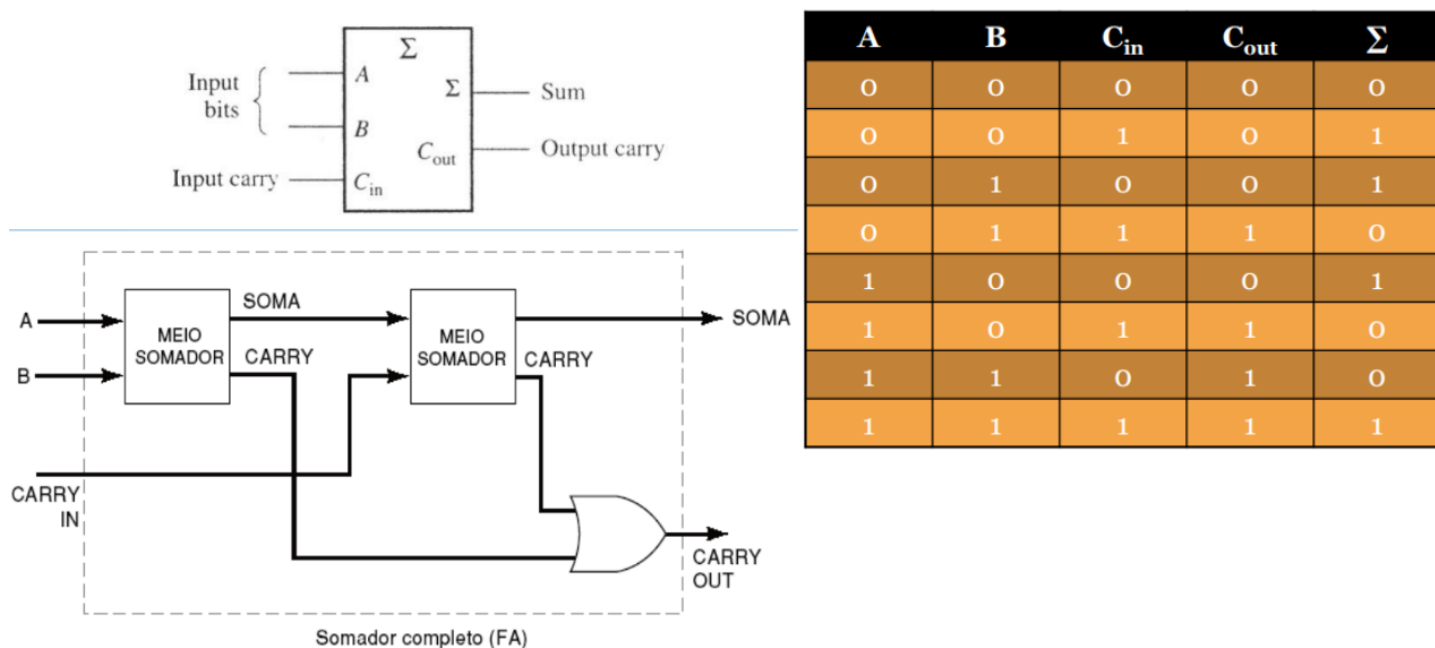 Σ
Input
bits
A
B
Σ
Sum
C_out
Output carry
Input carry
C_in
A B C_in C_out Σ
0 0 0 0 0
0 0 1 0 1
0 1 0 0 1
0 1 1 1 0
1 0 0 0 1
1 0 1 1 0
1 1 0 1 0
1 1 1 1 1
A
B
MEIO
SOMADOR
SOMA
CARRY
MEIO
SOMADOR
CARRY
SOMA
CARRY
IN
CARRY
OUT
Somador completo (FA)